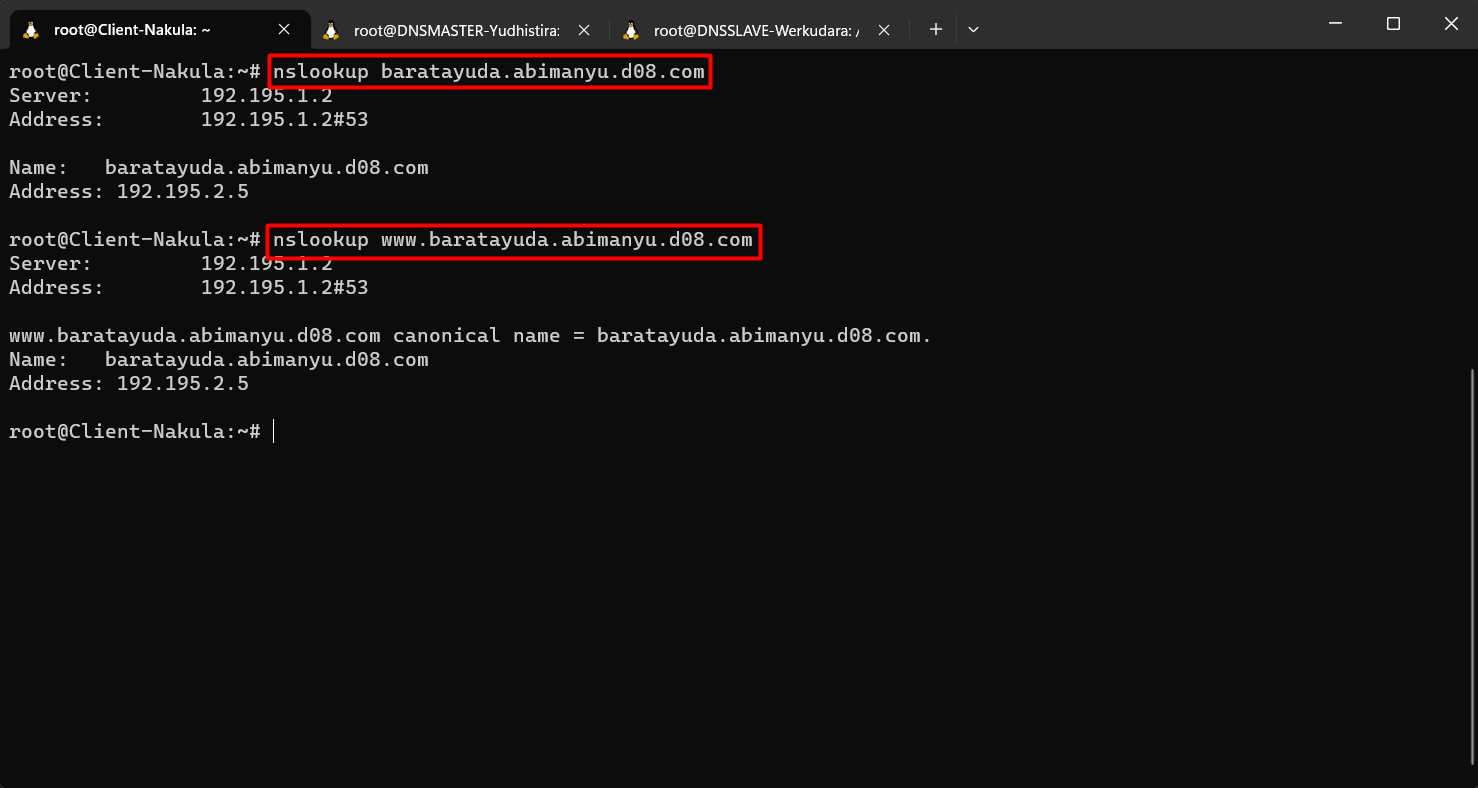 root@Client-Nakula: ~
root@DNSMASTER-Yudhistira:
root@DNSSLAVE-Werkudara: /
root@Client-Nakula:~# nslookup baratayuda.abimanyu.d08.com
Server:         192.195.1.2
Address:        192.195.1.2#53
Name:   baratayuda.abimanyu.d08.com
Address: 192.195.2.5
root@Client-Nakula:~# nslookup www.baratayuda.abimanyu.d08.com
Server:         192.195.1.2
Address:        192.195.1.2#53
www.baratayuda.abimanyu.d08.com canonical name = baratayuda.abimanyu.d08.com.
Name:   baratayuda.abimanyu.d08.com
Address: 192.195.2.5
root@Client-Nakula:~#